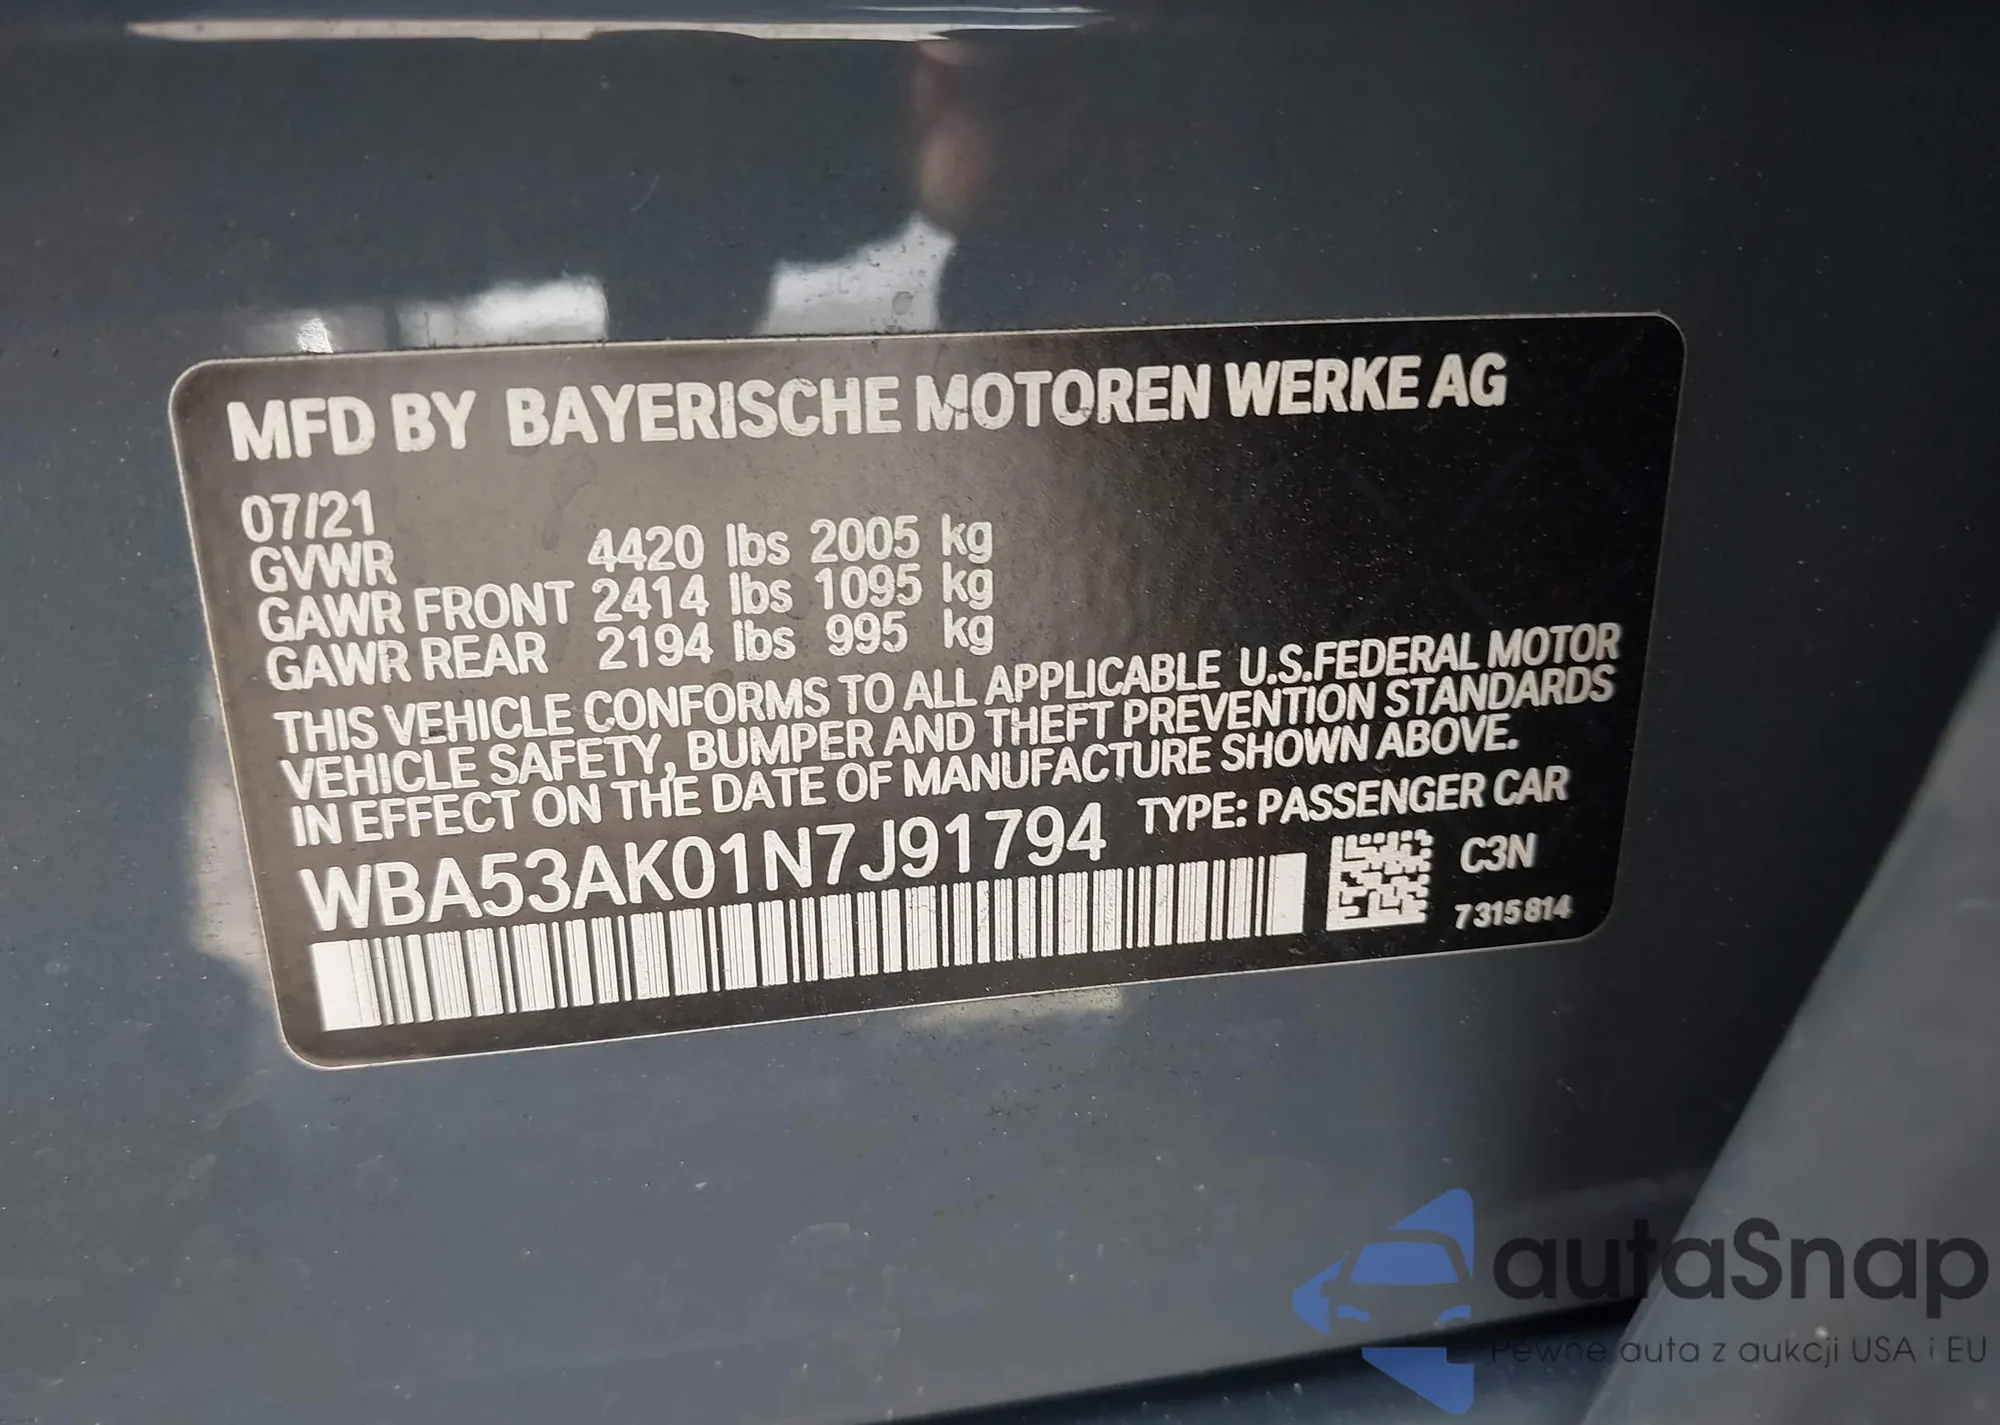 MFD BY BAYERISCHE MOTOREN WERKE AG
07/21
GVWR 4420 lbs 2005 kg
GAWR FRONT 2414 lbs 1095 kg
GAWR REAR 2194 lbs 995 kg
THIS VEHICLE CONFORMS TO ALL APPLICABLE U.S.FEDERAL MOTOR
VEHICLE SAFETY, BUMPER AND THEFT PREVENTION STANDARDS
IN EFFECT ON THE DATE OF MANUFACTURE SHOWN ABOVE.
WBA53AK01N7J91794 TYPE: PASSENGER CAR
C3N
7315814
autaSnap
Pewne auta z aukcji USA i EU